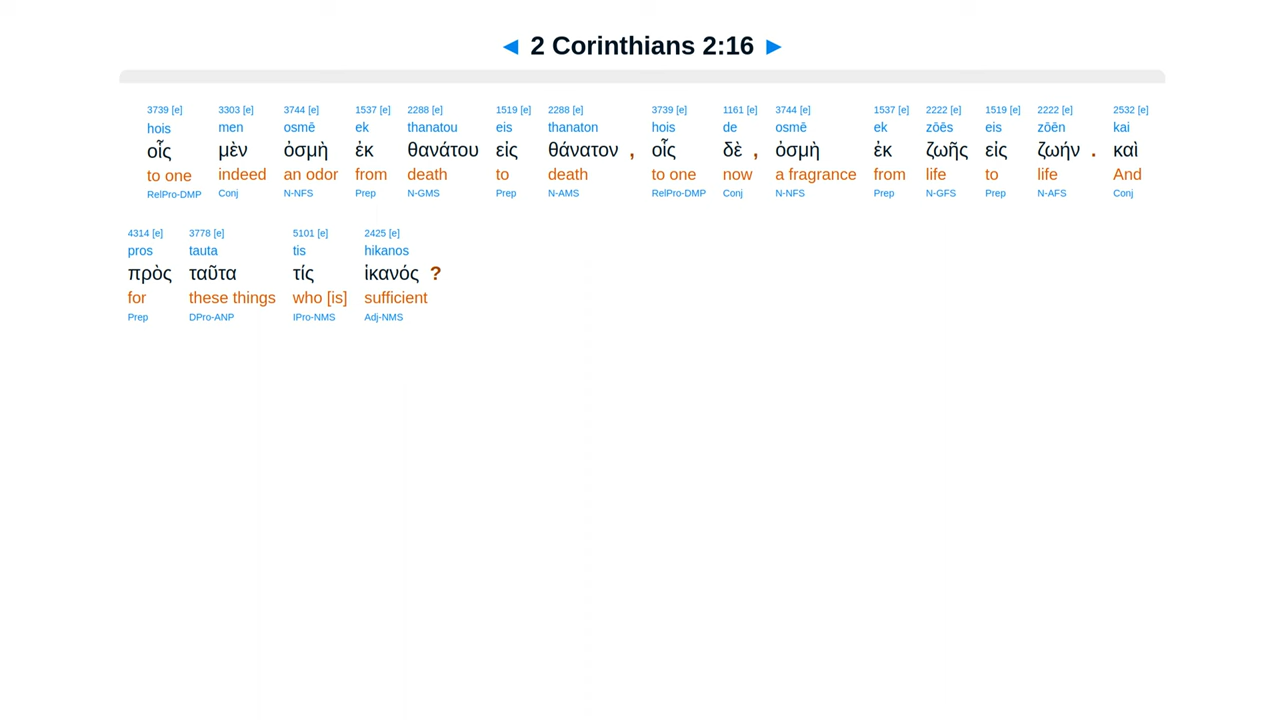 ◄ 2 Corinthians 2:16 ►
3739 [e] 3303 [e] 3744 [e] 1537 [e] 2288 [e] 1519 [e] 2288 [e] 3739 [e] 1161 [e] 3744 [e] 1537 [e] 2222 [e] 1519 [e] 2222 [e] 2532 [e]
hois men osmē ek thanatou eis thanaton hois de osmē ek zōēs eis zōēn kai
οἷς μὲν ὀσμὴ ἐκ θανάτου εἰς θάνατον , οἷς δὲ , ὀσμὴ ἐκ ζωῆς εἰς ζωήν . καὶ
to one indeed an odor from death to death to one now a fragrance from life to life And
RelPro-DMP Conj N-NFS Prep N-GMS Prep N-AMS RelPro-DMP Conj N-NFS Prep N-GFS Prep N-AFS Conj
4314 [e] 3778 [e] 5101 [e] 2425 [e]
pros tauta tis hikanos
πρὸς ταῦτα τίς ἱκανός ?
for these things who [is] sufficient
Prep DPro-ANP IPro-NMS Adj-NMS